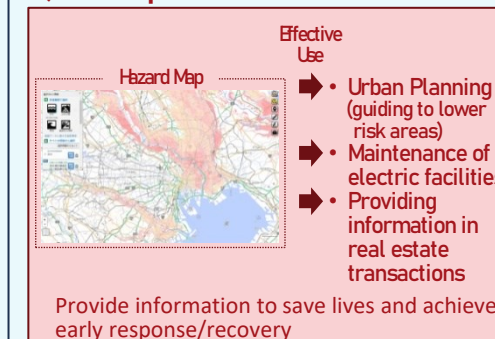 Effective
Use
Hazard Map
• Urban Planning
(guiding to lower
risk areas)
• Maintenance of
electric facilitie
• Providing
information in
real estate
transactions
Provide information to save lives and achieve
early response/recovery